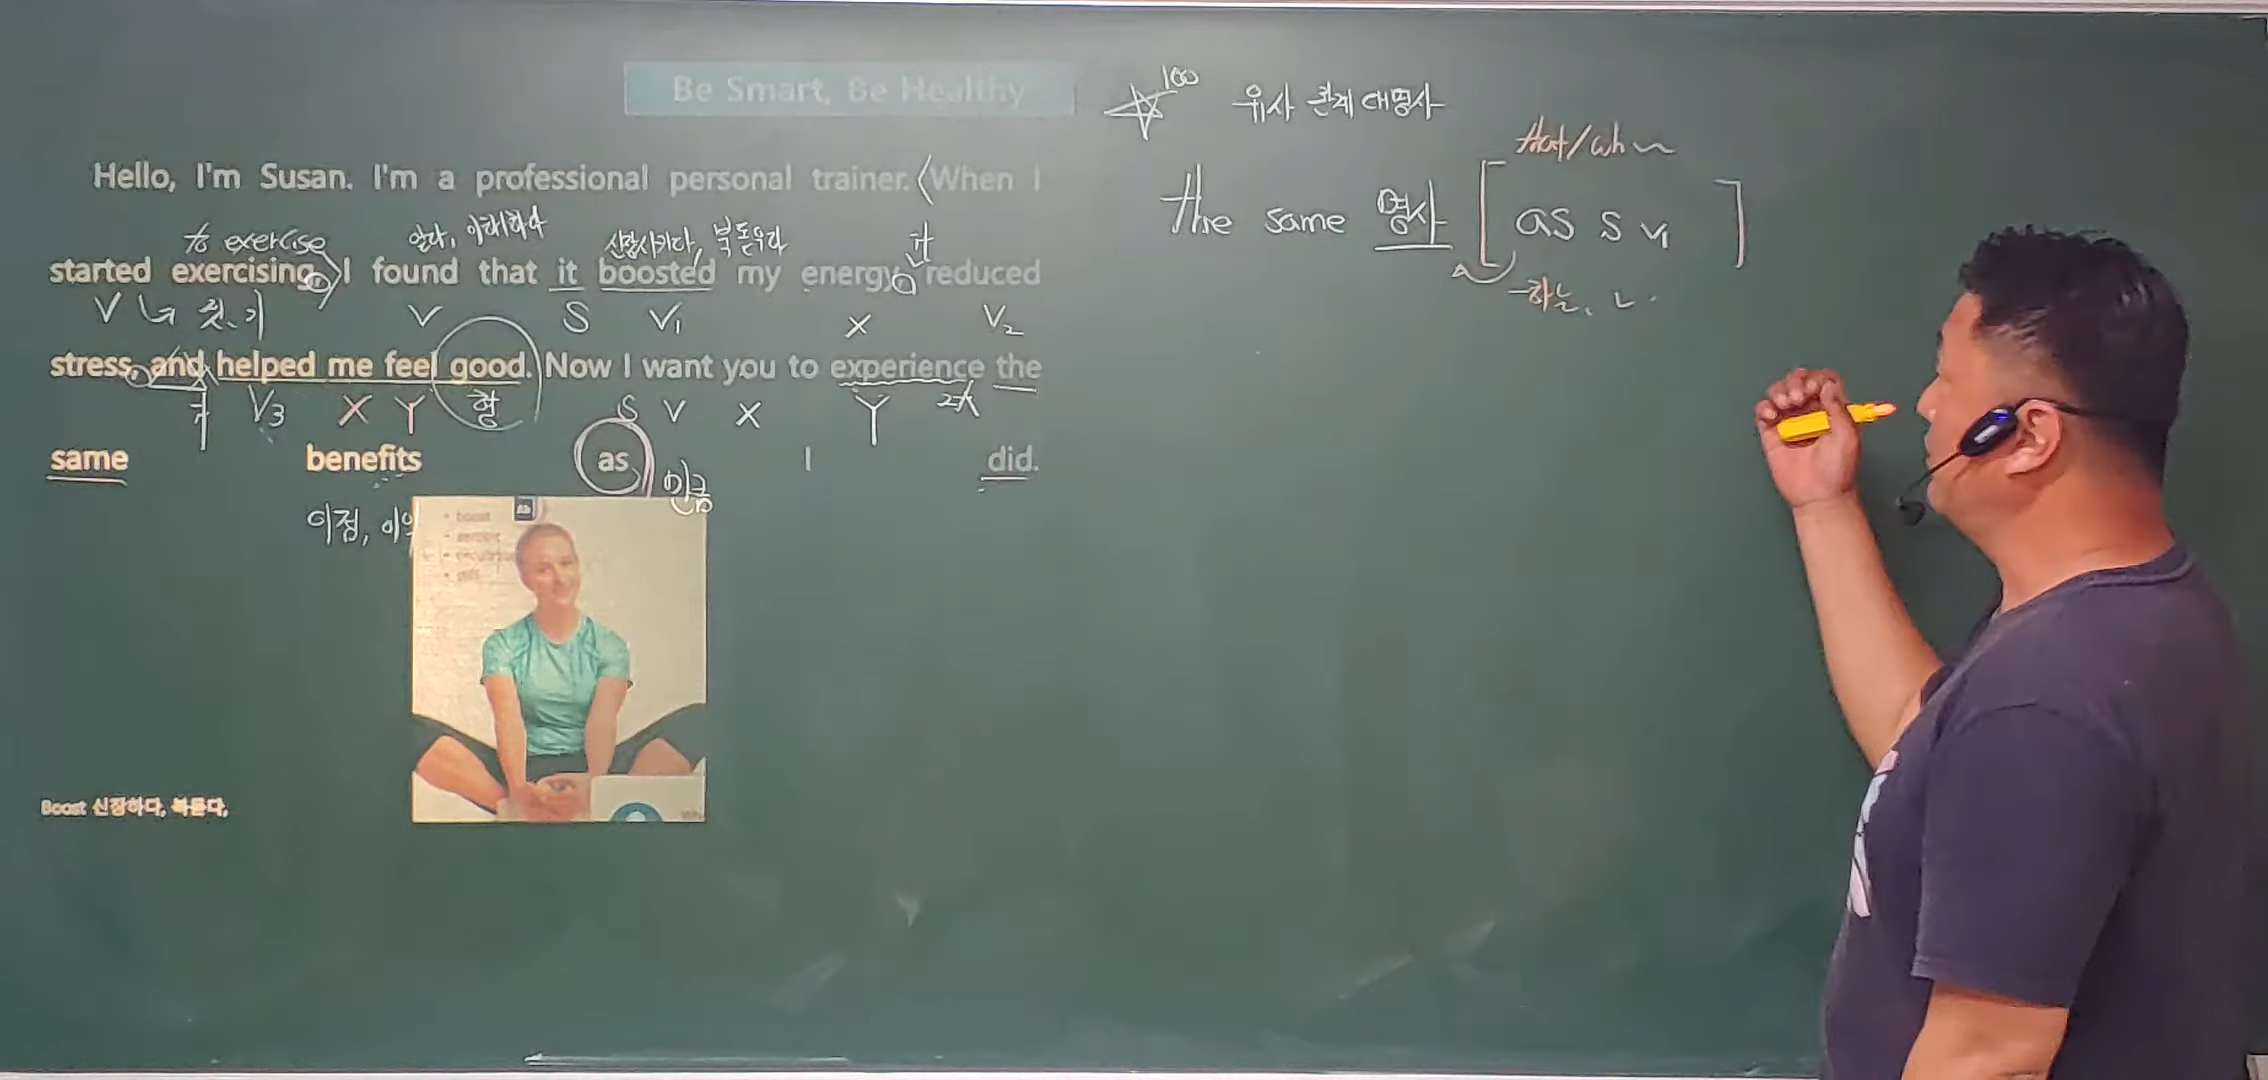 Be Smart, Be Healthy
Hello, I'm Susan. I'm a professional personal trainer. When I
to exercise 알다, 이해하다 신장시키다, 북돋우다 it
started exercising, I found that it boosted my energy, reduced
V V S V1 X V2
stress, and helped me feel good. Now I want you to experience the
V3 X Y 형 S V X Y
same benefits as I did.
이점,
boost
Boost 신장하다, 북돋다,
100 유사 관계대명사
that/wh
the same 명사 [ as S V1 ]
하는, ㄴ